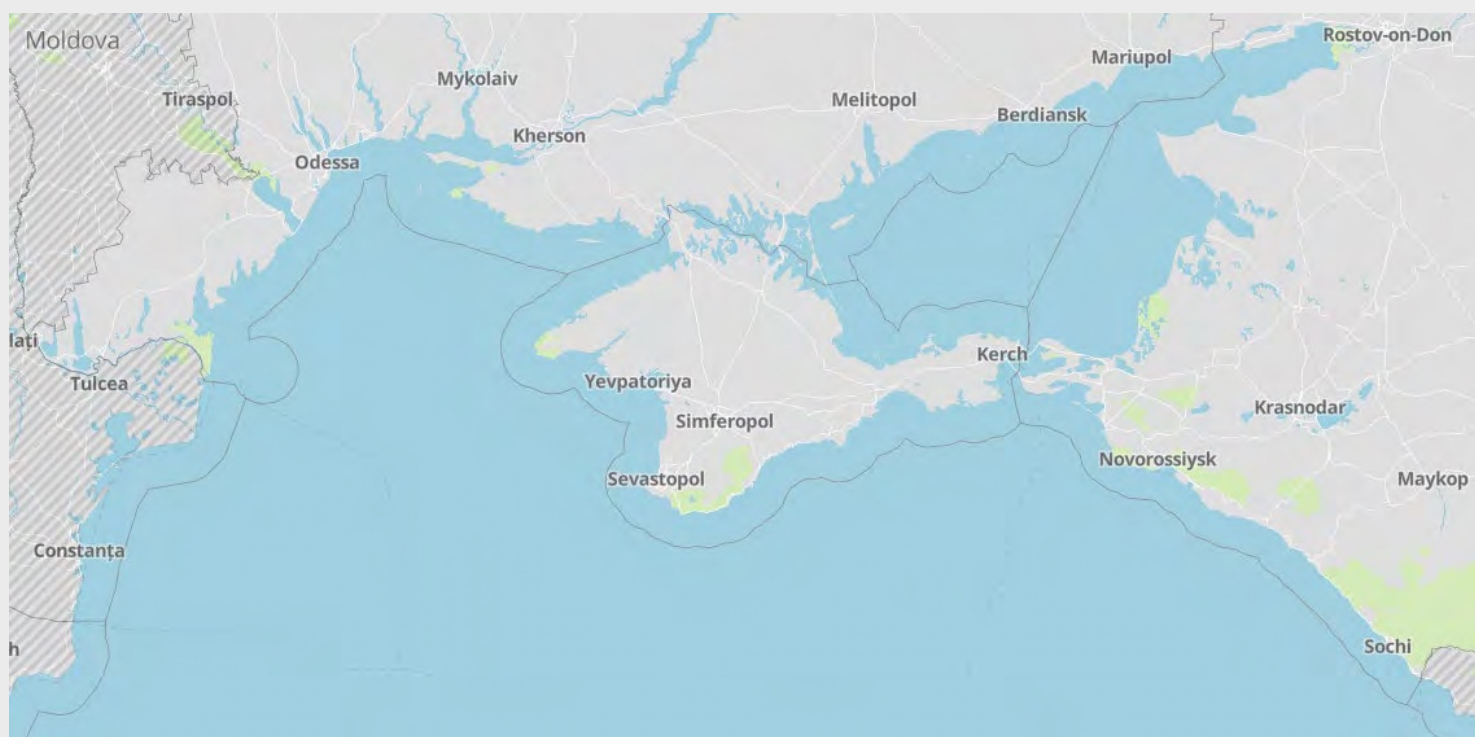 Moldova
Rostov-on-Don
Mariupol
Mykolaiv
Tiraspol
Melitopol
Berdiansk
Kherson
Odessa
lați
Kerch
Tulcea
Yevpatoriya
Krasnodar
Simferopol
Novorossiysk
Sevastopol
Maykop
Constanța
Sochi
h